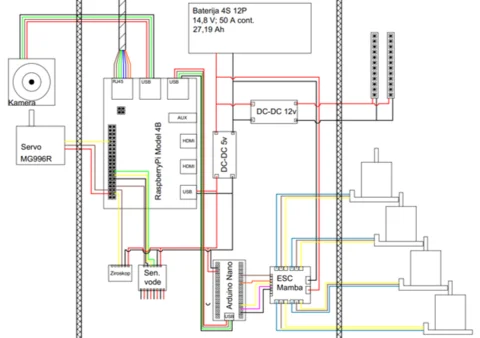 Baterija 4S 12P
14,8 V; 50 A cont.
27,19 Ah
RJ45
USB
USB
Kamera
AUX
DC-DC 12v
Servo
MG996R
RaspberryPi Model 4B
HDMI
HDMI
DC-DC 5v
USB
Ziroskop
Sen.
vode
Arduino Nano
ESC
Mamba
USB